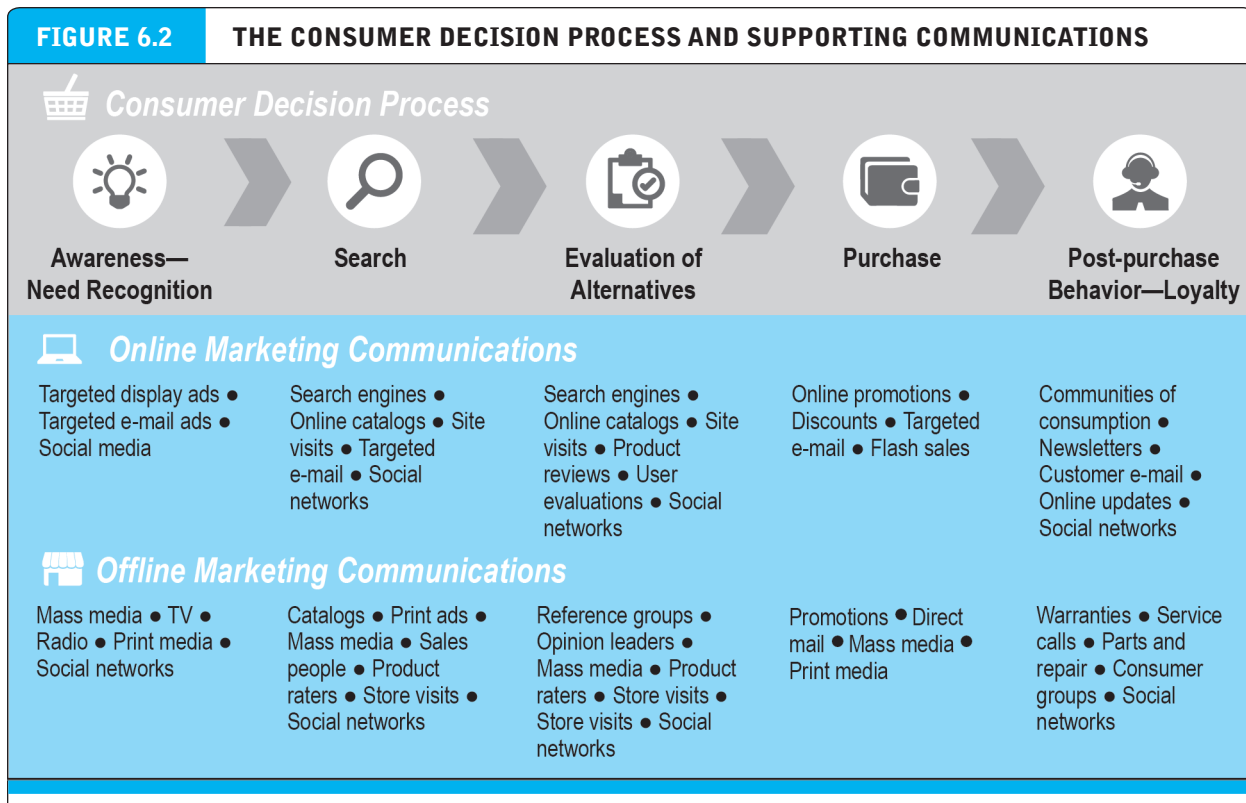 FIGURE 6.2 THE CONSUMER DECISION PROCESS AND SUPPORTING COMMUNICATIONS
Consumer Decision Process
Awareness—
Need Recognition
Search
Evaluation of
Alternatives
Purchase
Post-purchase
Behavior—Loyalty
Online Marketing Communications
Targeted display ads ●
Targeted e-mail ads ●
Social media
Search engines ●
Online catalogs ● Site
visits ● Targeted
e-mail ● Social
networks
Search engines ●
Online catalogs ● Site
visits ● Product
reviews ● User
evaluations ● Social
networks
Online promotions ●
Discounts ● Targeted
e-mail ● Flash sales
Communities of
consumption ●
Newsletters ●
Customer e-mail ●
Online updates ●
Social networks
Offline Marketing Communications
Mass media ● TV ●
Radio ● Print media ●
Social networks
Catalogs ● Print ads ●
Mass media ● Sales
people ● Product
raters ● Store visits ●
Social networks
Reference groups ●
Opinion leaders ●
Mass media ● Product
raters ● Store visits ●
Store visits ● Social
networks
Promotions ● Direct
mail ● Mass media ●
Print media
Warranties ● Service
calls ● Parts and
repair ● Consumer
groups ● Social
networks